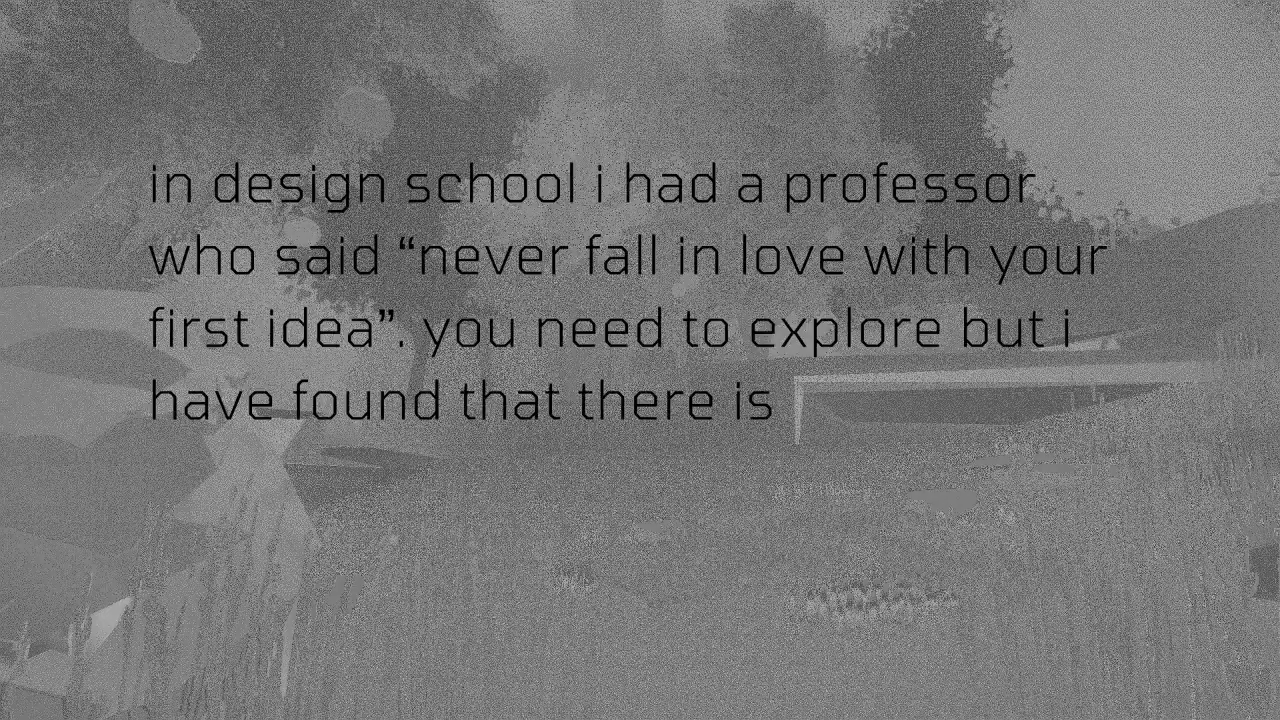 in design school i had a professor
who said “never fall in love with your
first idea”. you need to explore but i
have found that there is